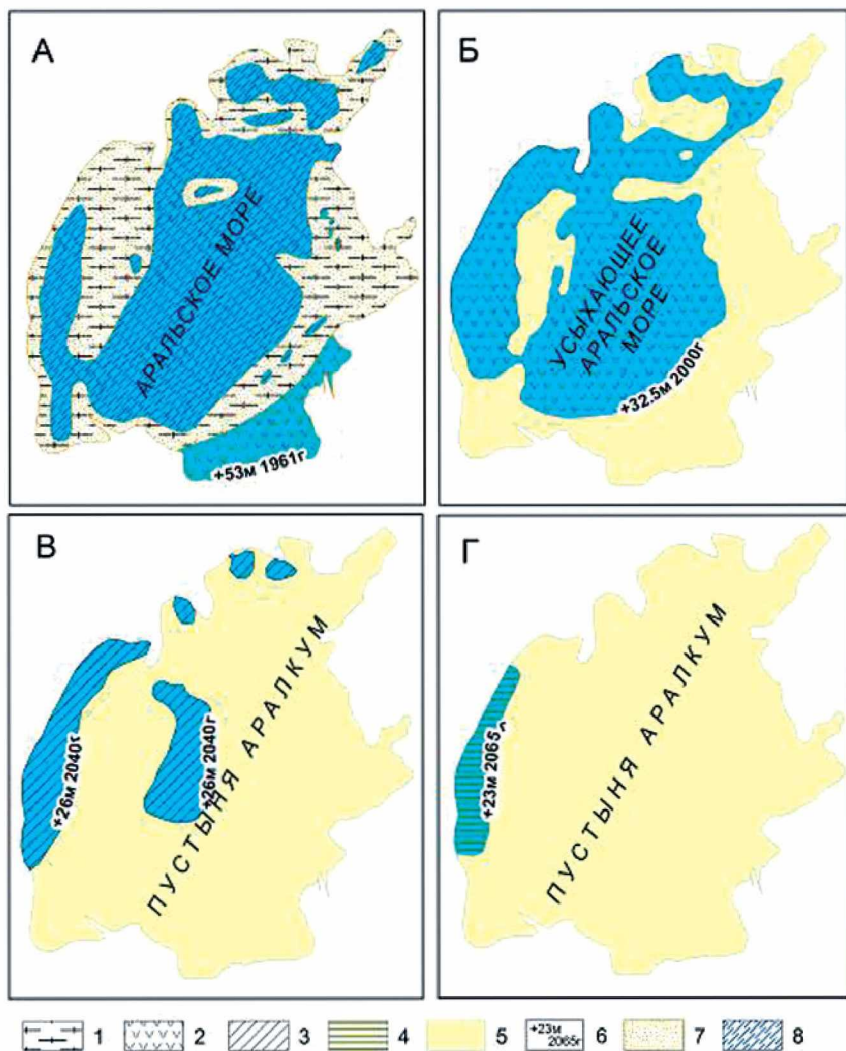 А
АРАЛЬСКОЕ МОРЕ
+53м 1961г
Б
УСЫХАЮЩЕЕ
АРАЛЬСКОЕ
МОРЕ
+32.5м 2000г
В
+26м 2040г
+26м 2040г
ПУСТЫНЯ АРАЛКУМ
Г
+23м 2065г
ПУСТЫНЯ АРАЛКУМ
1
2
3
4
5
+23м
2065г
6
7
8